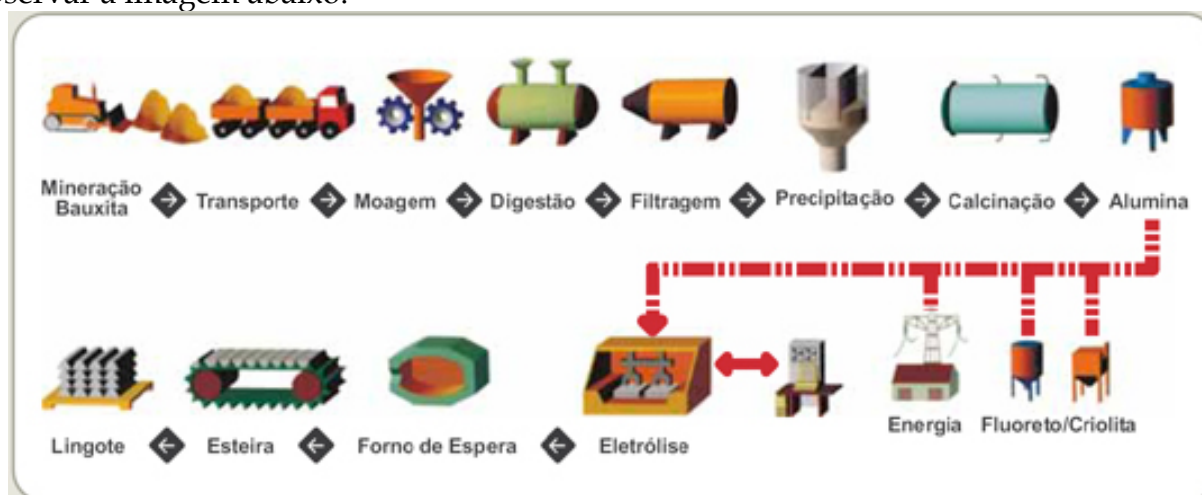 servar a imagem abaixo:
Mineração
Bauxita
Transporte
Moagem
Digestão
Filtragem
Precipitação
Calcinação
Alumina
Energia
Fluoreto/Criolita
Lingote
Esteira
Forno de Espera
Eletrólise